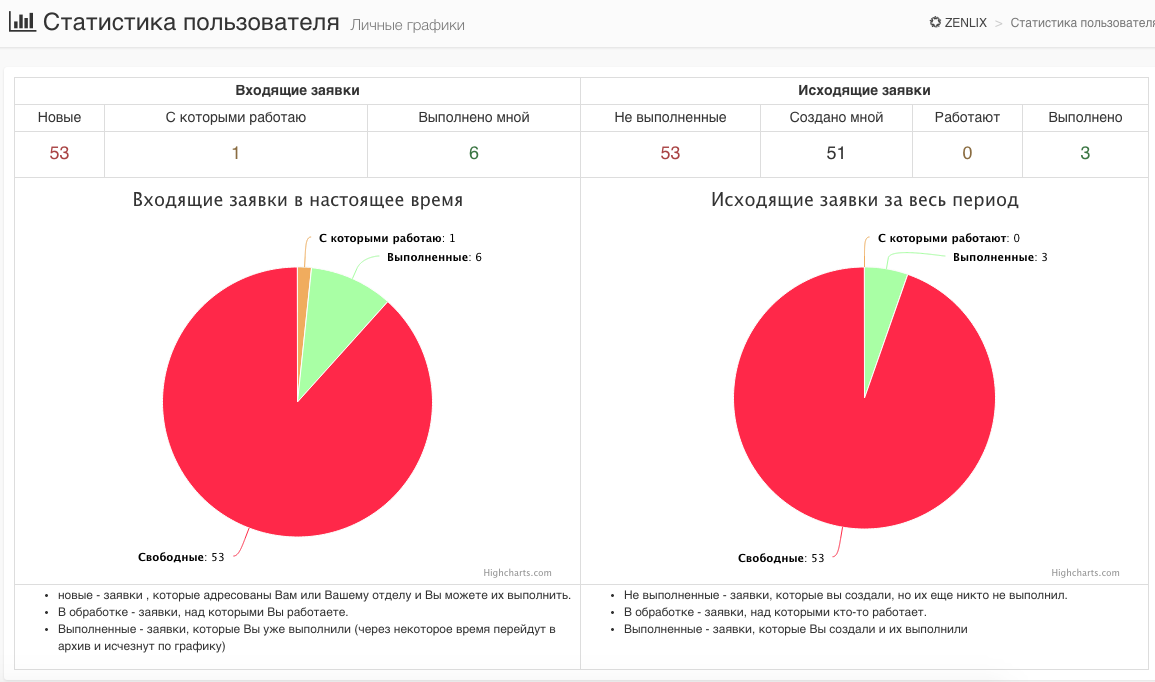 Статистика пользователя Личные графики
ZENLIX > Статистика пользователя
Входящие заявки
Исходящие заявки
Новые С которыми работаю Выполнено мной
Не выполненные Создано мной Работают Выполнено
53 1 6
53 51 0 3
Входящие заявки в настоящее время
С которыми работаю: 1
Выполненные: 6
Свободные: 53
Highcharts.com
Исходящие заявки за весь период
С которыми работают: 0
Выполненные: 3
Свободные: 53
Highcharts.com
• новые - заявки , которые адресованы Вам или Вашему отделу и Вы можете их выполнить.
• В обработке - заявки, над которыми Вы работаете.
• Выполненные - заявки, которые Вы уже выполнили (через некоторое время перейдут в
архив и исчезнут по графику)
• Не выполненные - заявки, которые вы создали, но их еще никто не выполнил.
• В обработке - заявки, над которыми кто-то работает.
• Выполненные - заявки, которые Вы создали и их выполнили